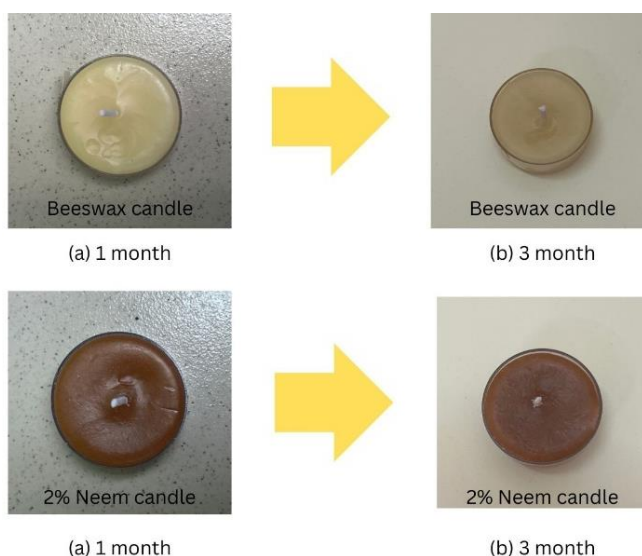 Beeswax candle
Beeswax candle
(a) 1 month
(b) 3 month
2% Neem candle
2% Neem candle
(a) 1 month
(b) 3 month